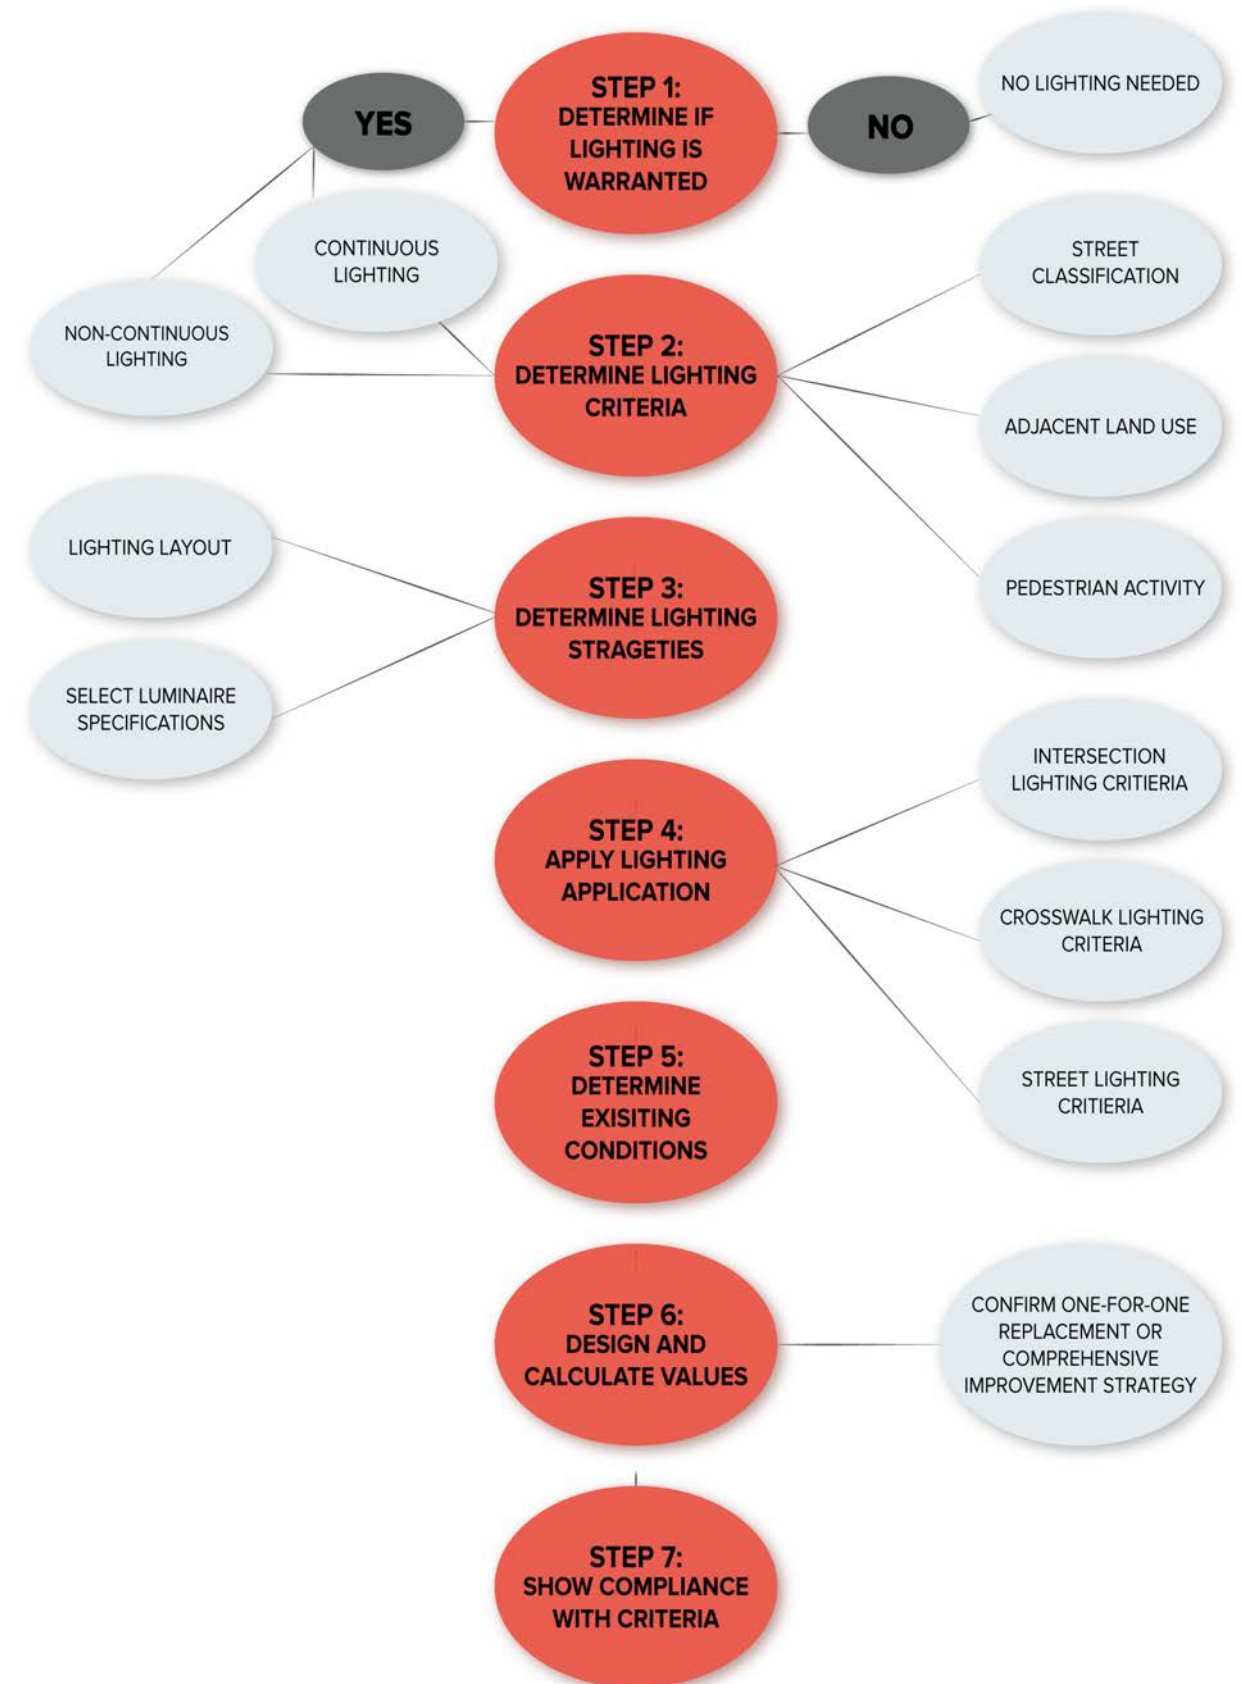 STEP 1:
DETERMINE IF
LIGHTING IS
WARRANTED
YES
NO
NO LIGHTING NEEDED
CONTINUOUS
LIGHTING
NON-CONTINUOUS
LIGHTING
STEP 2:
DETERMINE LIGHTING
CRITERIA
STREET
CLASSIFICATION
ADJACENT LAND USE
PEDESTRIAN ACTIVITY
STEP 3:
DETERMINE LIGHTING
STRAGETIES
LIGHTING LAYOUT
SELECT LUMINAIRE
SPECIFICATIONS
STEP 4:
APPLY LIGHTING
APPLICATION
INTERSECTION
LIGHTING CRITIERIA
CROSSWALK LIGHTING
CRITERIA
STREET LIGHTING
CRITIERIA
STEP 5:
DETERMINE
EXISITING
CONDITIONS
STEP 6:
DESIGN AND
CALCULATE VALUES
CONFIRM ONE-FOR-ONE
REPLACEMENT OR
COMPREHENSIVE
IMPROVEMENT STRATEGY
STEP 7:
SHOW COMPLIANCE
WITH CRITERIA